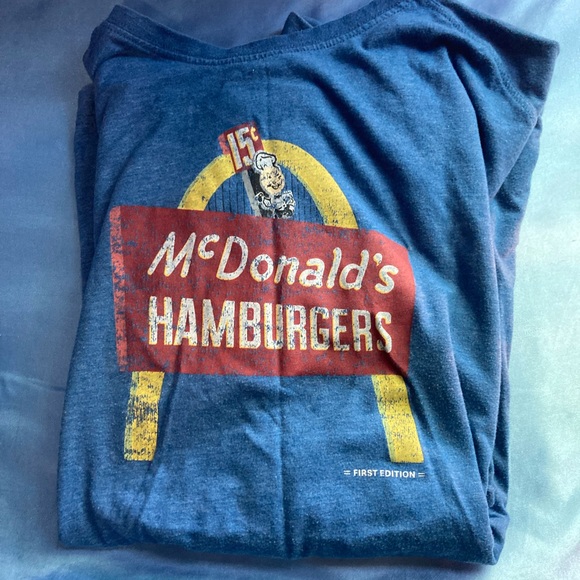 15¢
McDonald's
HAMBURGERS
= FIRST EDITION =